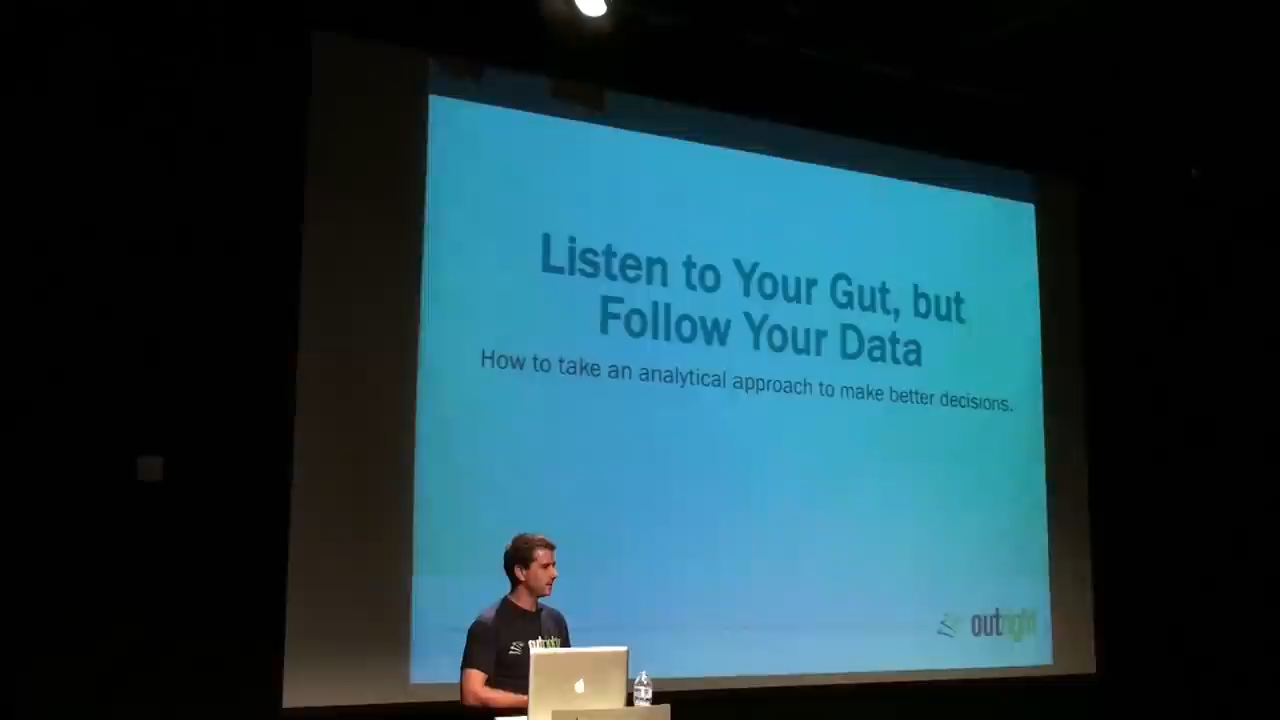 Listen to Your Gut, but
Follow Your Data
How to take an analytical approach to make better decisions.
outright
outright